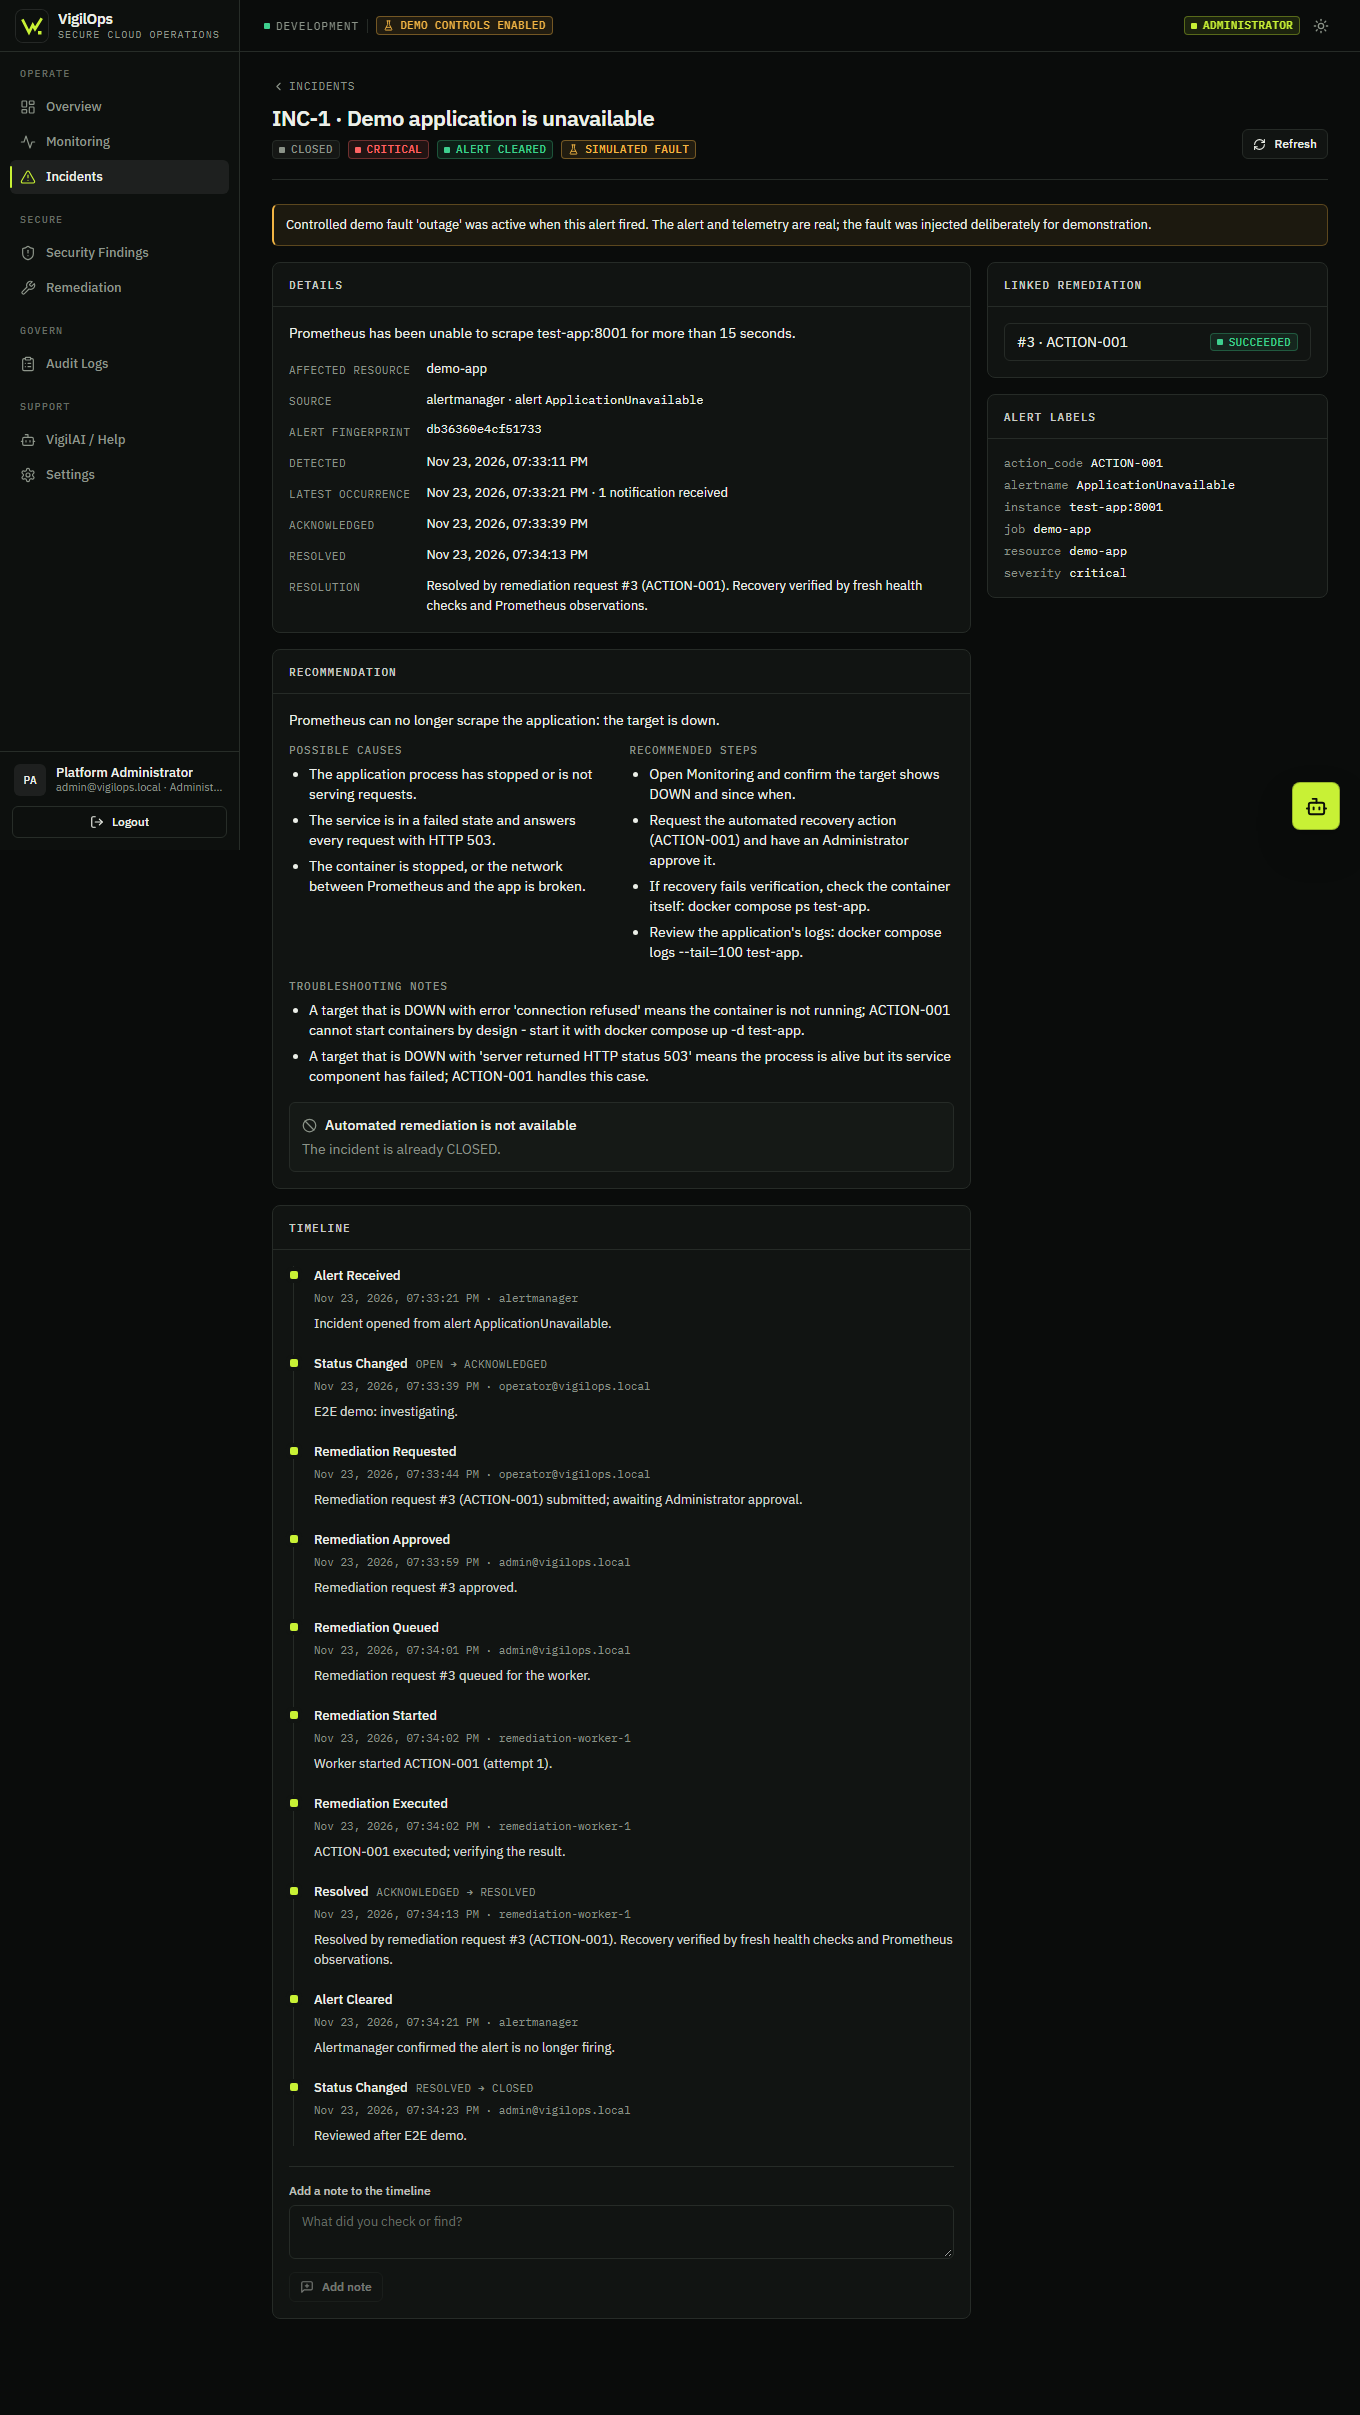 VigilOps
SECURE CLOUD OPERATIONS
DEVELOPMENT
DEMO CONTROLS ENABLED
ADMINISTRATOR
OPERATE
Overview
Monitoring
Incidents
SECURE
Security Findings
Remediation
GOVERN
Audit Logs
SUPPORT
VigilAI / Help
Settings
PA
Platform Administrator
admin@vigilops.local · Administ...
Logout
INCIDENTS
INC-1 · Demo application is unavailable
CLOSED
CRITICAL
ALERT CLEARED
SIMULATED FAULT
Refresh
Controlled demo fault 'outage' was active when this alert fired. The alert and telemetry are real; the fault was injected deliberately for demonstration.
DETAILS
Prometheus has been unable to scrape test-app:8001 for more than 15 seconds.
AFFECTED RESOURCE demo-app
SOURCE alertmanager · alert ApplicationUnavailable
ALERT FINGERPRINT db36360e4cf51733
DETECTED Nov 23, 2026, 07:33:11 PM
LATEST OCCURRENCE Nov 23, 2026, 07:33:21 PM · 1 notification received
ACKNOWLEDGED Nov 23, 2026, 07:33:39 PM
RESOLVED Nov 23, 2026, 07:34:13 PM
RESOLUTION Resolved by remediation request #3 (ACTION-001). Recovery verified by fresh health
checks and Prometheus observations.
LINKED REMEDIATION
#3 · ACTION-001
SUCCEEDED
ALERT LABELS
action_code ACTION-001
alertname ApplicationUnavailable
instance test-app:8001
job demo-app
resource demo-app
severity critical
RECOMMENDATION
Prometheus can no longer scrape the application: the target is down.
POSSIBLE CAUSES
• The application process has stopped or is not
serving requests.
• The service is in a failed state and answers
every request with HTTP 503.
• The container is stopped, or the network
between Prometheus and the app is broken.
RECOMMENDED STEPS
• Open Monitoring and confirm the target shows
DOWN and since when.
• Request the automated recovery action
(ACTION-001) and have an Administrator
approve it.
• If recovery fails verification, check the container
itself: docker compose ps test-app.
• Review the application's logs: docker compose
logs --tail=100 test-app.
TROUBLESHOOTING NOTES
• A target that is DOWN with error 'connection refused' means the container is not running; ACTION-001
cannot start containers by design - start it with docker compose up -d test-app.
• A target that is DOWN with 'server returned HTTP status 503' means the process is alive but its service
component has failed; ACTION-001 handles this case.
Automated remediation is not available
The incident is already CLOSED.
TIMELINE
Alert Received
Nov 23, 2026, 07:33:21 PM · alertmanager
Incident opened from alert ApplicationUnavailable.
Status Changed OPEN → ACKNOWLEDGED
Nov 23, 2026, 07:33:39 PM · operator@vigilops.local
E2E demo: investigating.
Remediation Requested
Nov 23, 2026, 07:33:44 PM · operator@vigilops.local
Remediation request #3 (ACTION-001) submitted; awaiting Administrator approval.
Remediation Approved
Nov 23, 2026, 07:33:59 PM · admin@vigilops.local
Remediation request #3 approved.
Remediation Queued
Nov 23, 2026, 07:34:01 PM · admin@vigilops.local
Remediation request #3 queued for the worker.
Remediation Started
Nov 23, 2026, 07:34:02 PM · remediation-worker-1
Worker started ACTION-001 (attempt 1).
Remediation Executed
Nov 23, 2026, 07:34:02 PM · remediation-worker-1
ACTION-001 executed; verifying the result.
Resolved ACKNOWLEDGED → RESOLVED
Nov 23, 2026, 07:34:13 PM · remediation-worker-1
Resolved by remediation request #3 (ACTION-001). Recovery verified by fresh health checks and Prometheus
observations.
Alert Cleared
Nov 23, 2026, 07:34:21 PM · alertmanager
Alertmanager confirmed the alert is no longer firing.
Status Changed RESOLVED → CLOSED
Nov 23, 2026, 07:34:23 PM · admin@vigilops.local
Reviewed after E2E demo.
Add a note to the timeline
What did you check or find?
Add note